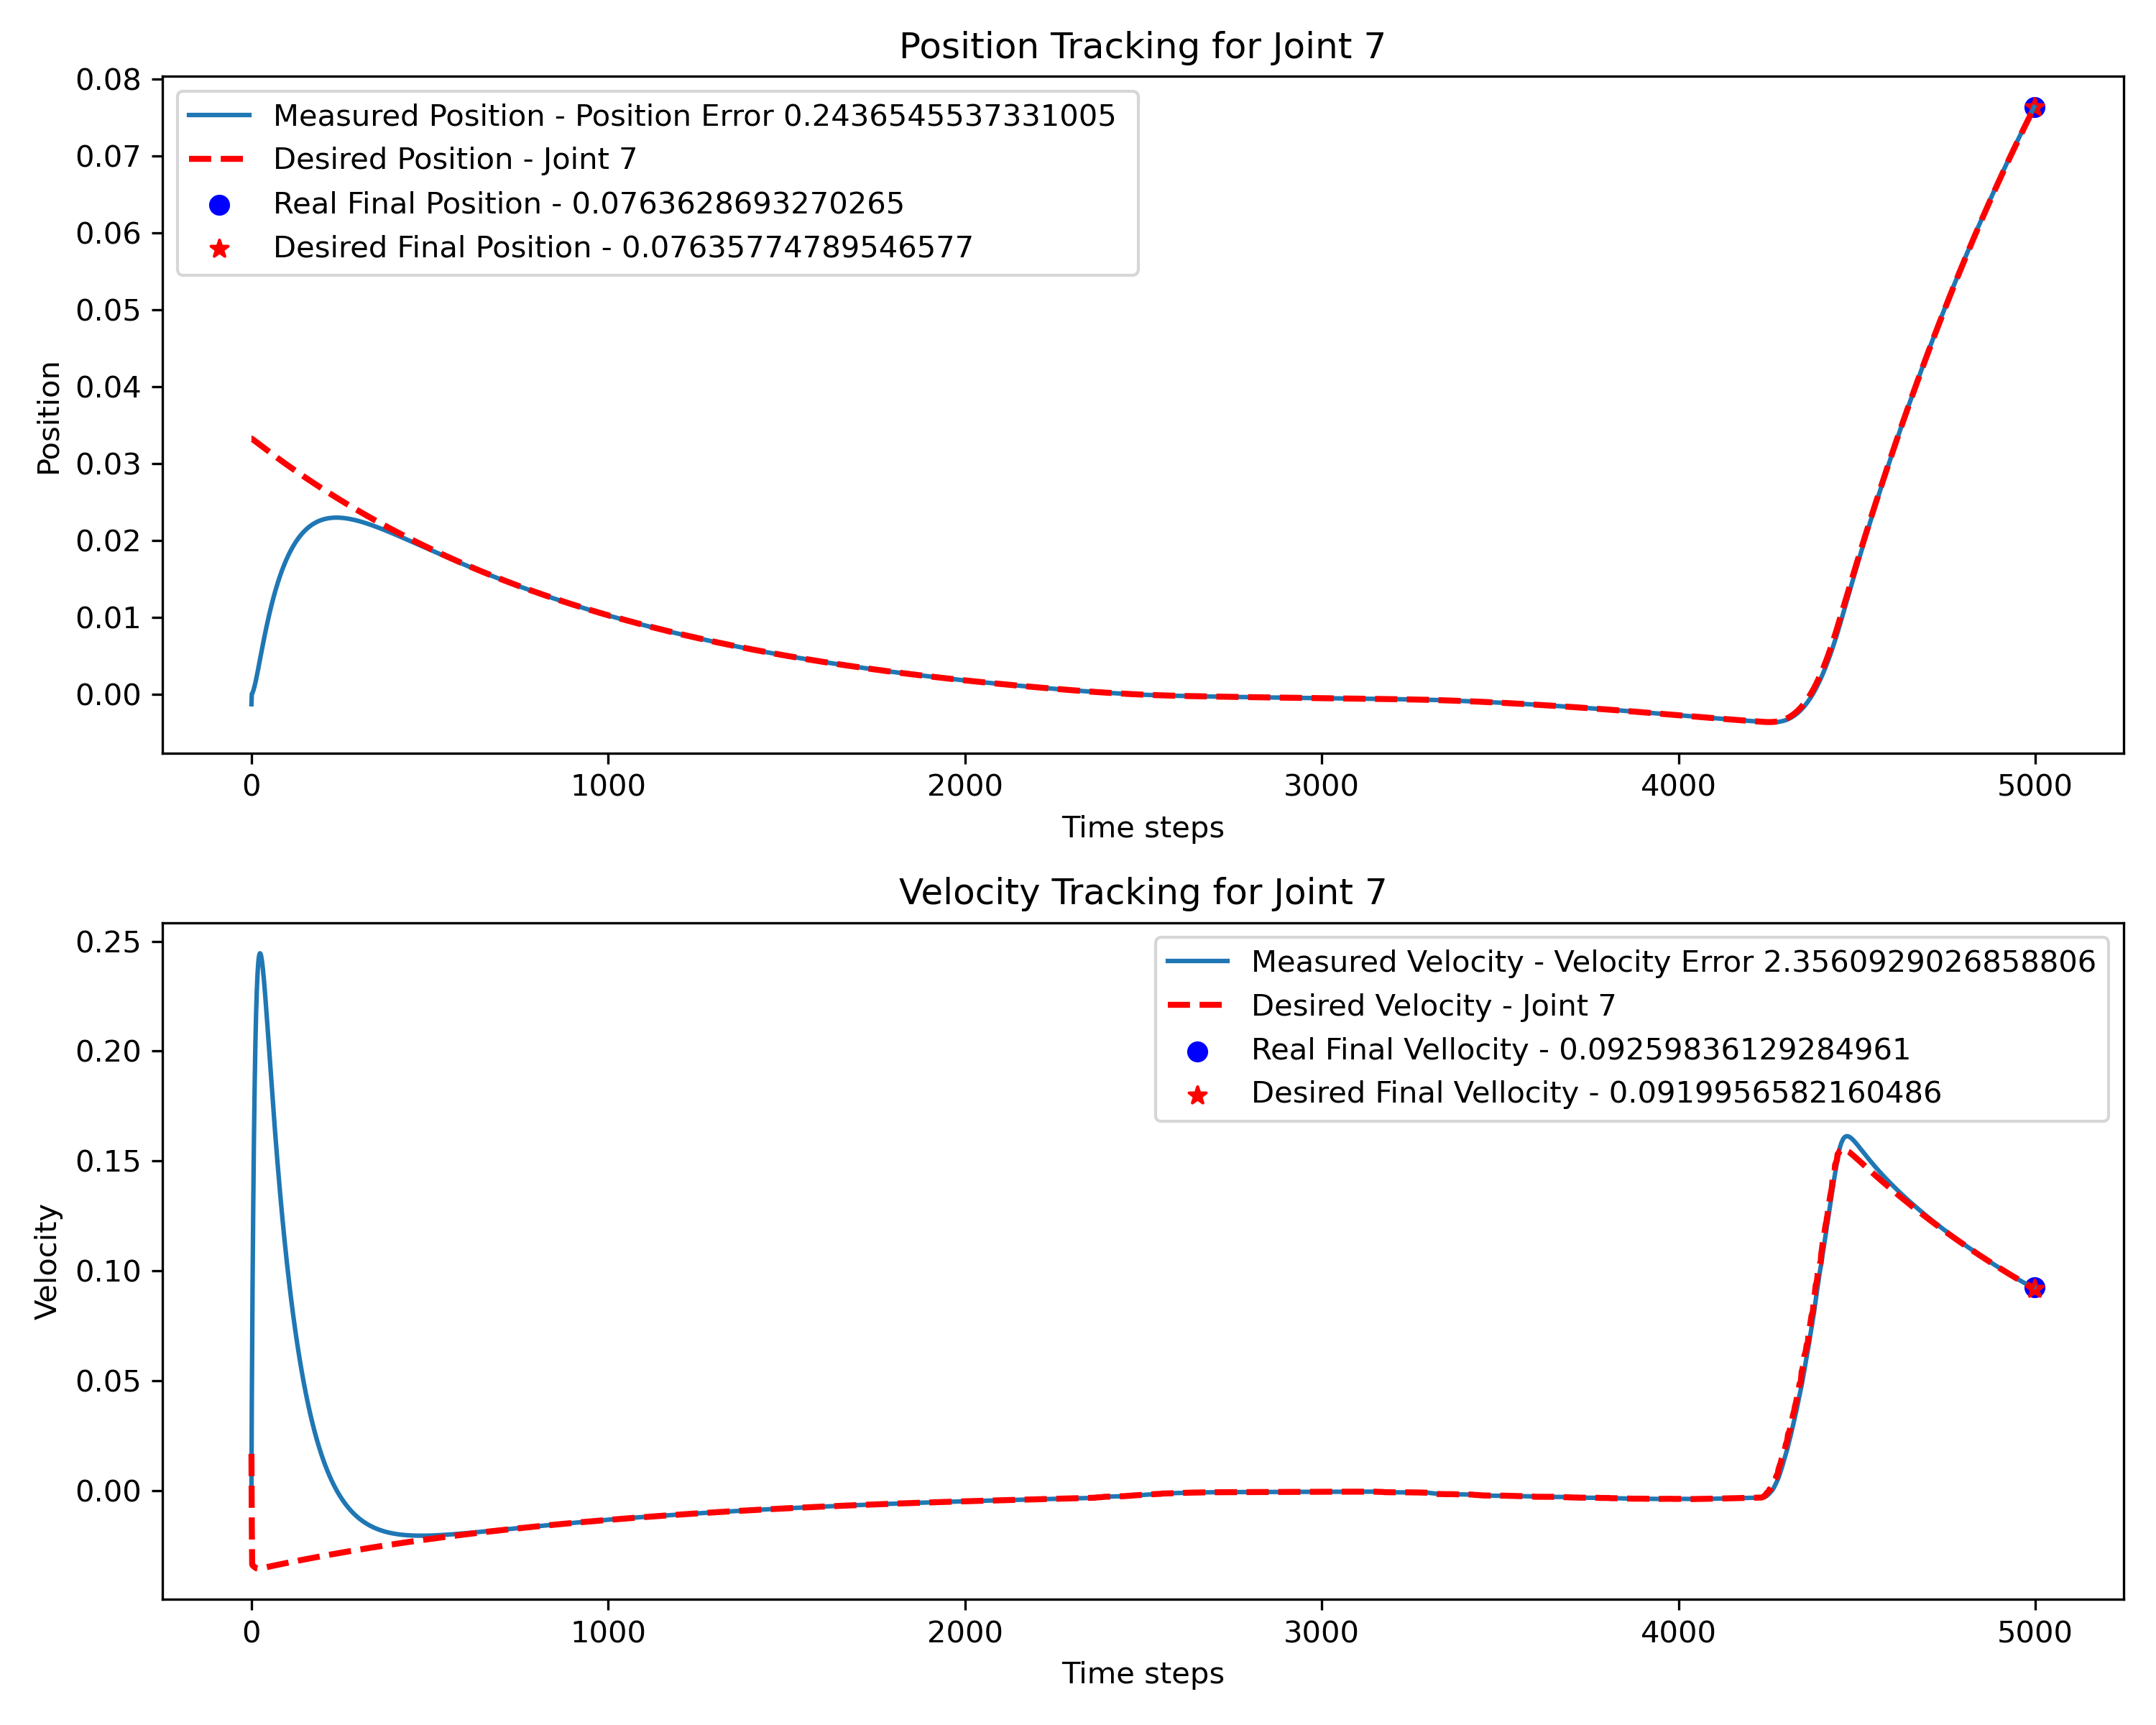 Position Tracking for Joint 7
0.08
0.07
0.06
0.05
0.04
0.03
0.02
0.01
0.00
Position
Measured Position - Position Error 0.2436545537331005
Desired Position - Joint 7
Real Final Position - 0.0763628693270265
Desired Final Position - 0.07635774789546577
0 1000 2000 3000 4000 5000
Time steps
Velocity Tracking for Joint 7
0.25
0.20
0.15
0.10
0.05
0.00
Velocity
Measured Velocity - Velocity Error 2.3560929026858806
Desired Velocity - Joint 7
Real Final Vellocity - 0.09259836129284961
Desired Final Vellocity - 0.0919956582160486
0 1000 2000 3000 4000 5000
Time steps